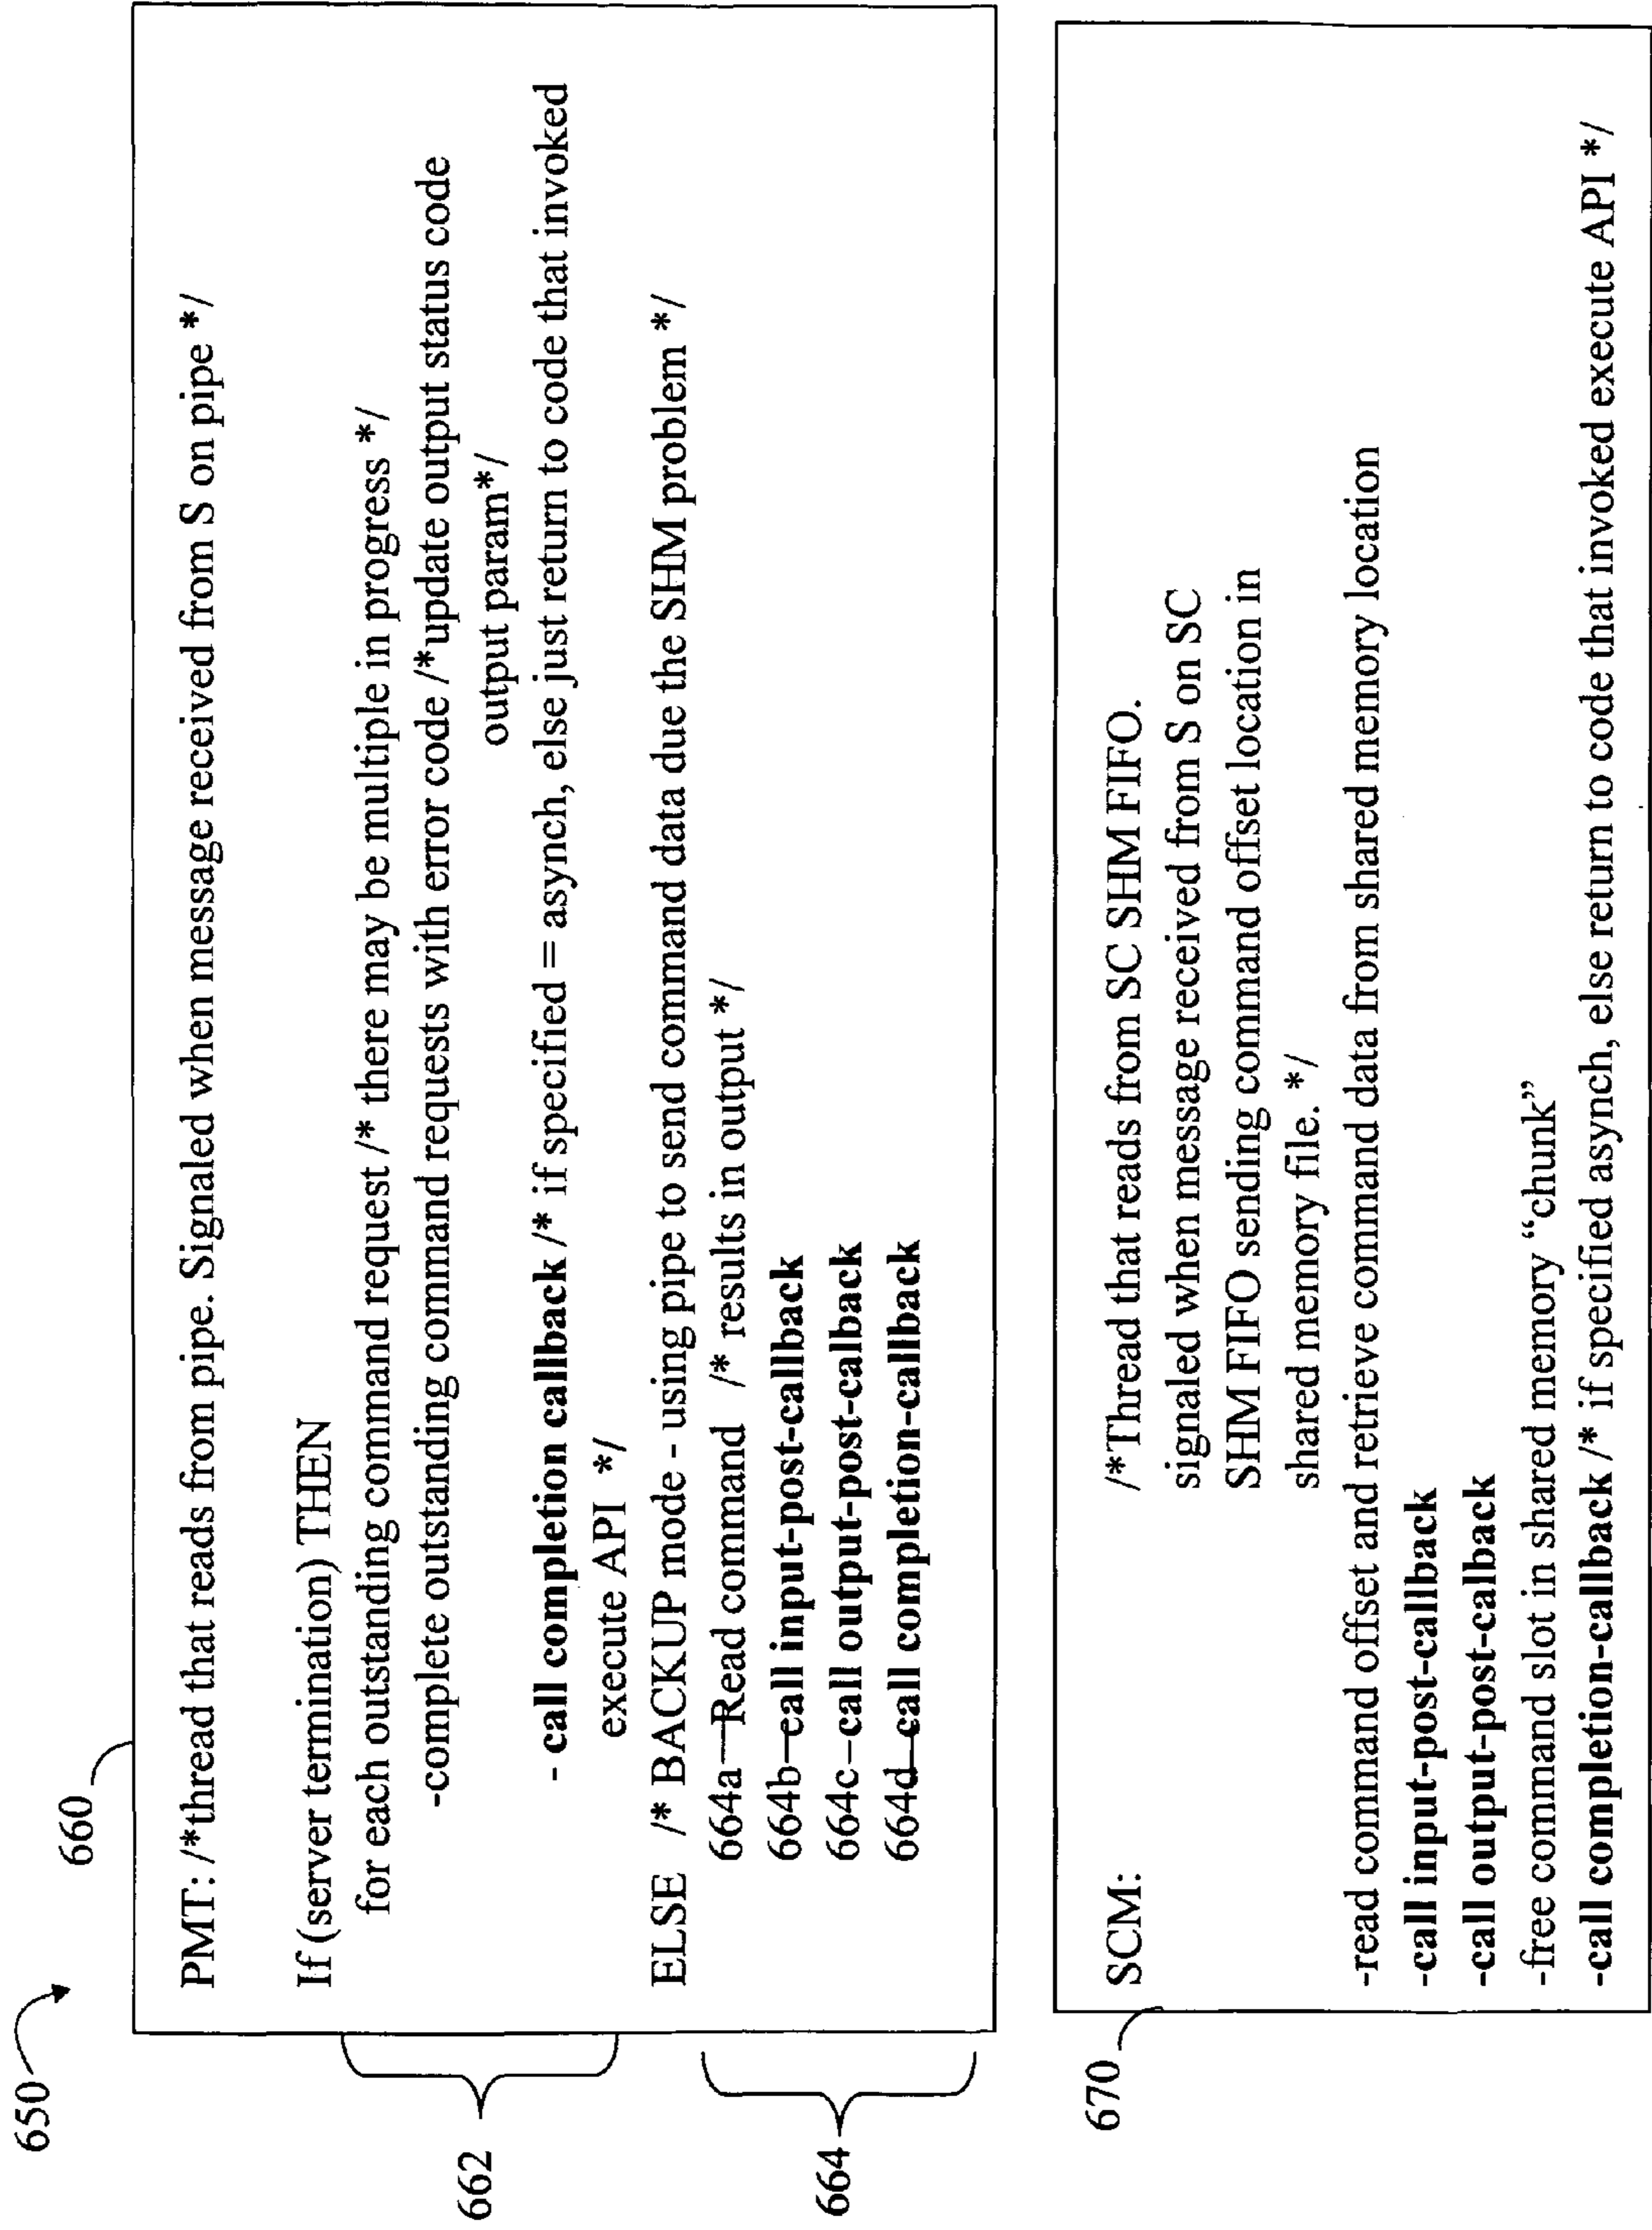 650
660
PMT: /*thread that reads from pipe. Signaled when message received from S on pipe */
If (server termination) THEN
662
for each outstanding command request /* there may be multiple in progress */
-complete outstanding command requests with error code /*update output status code
output param*/
- call completion callback /* if specified = asynch, else just return to code that invoked
execute API */
ELSE /* BACKUP mode - using pipe to send command data due the SHM problem */
664
664a—Read command /* results in output */
664b—call input-post-callback
664c—call output-post-calback
664d—call completion-callback
670
SCM:
/*Thread that reads from SC SHM FIFO.
signaled when message received from S on SC
SHM FIFO sending command offset location in
shared memory file. */
-read command offset and retrieve command data from shared memory location
-call input-post-callback
-call output-post-calback
-free command slot in shared memory “chunk”
-call completion-callback /* if specified asynch, else return to code that invoked execute API */